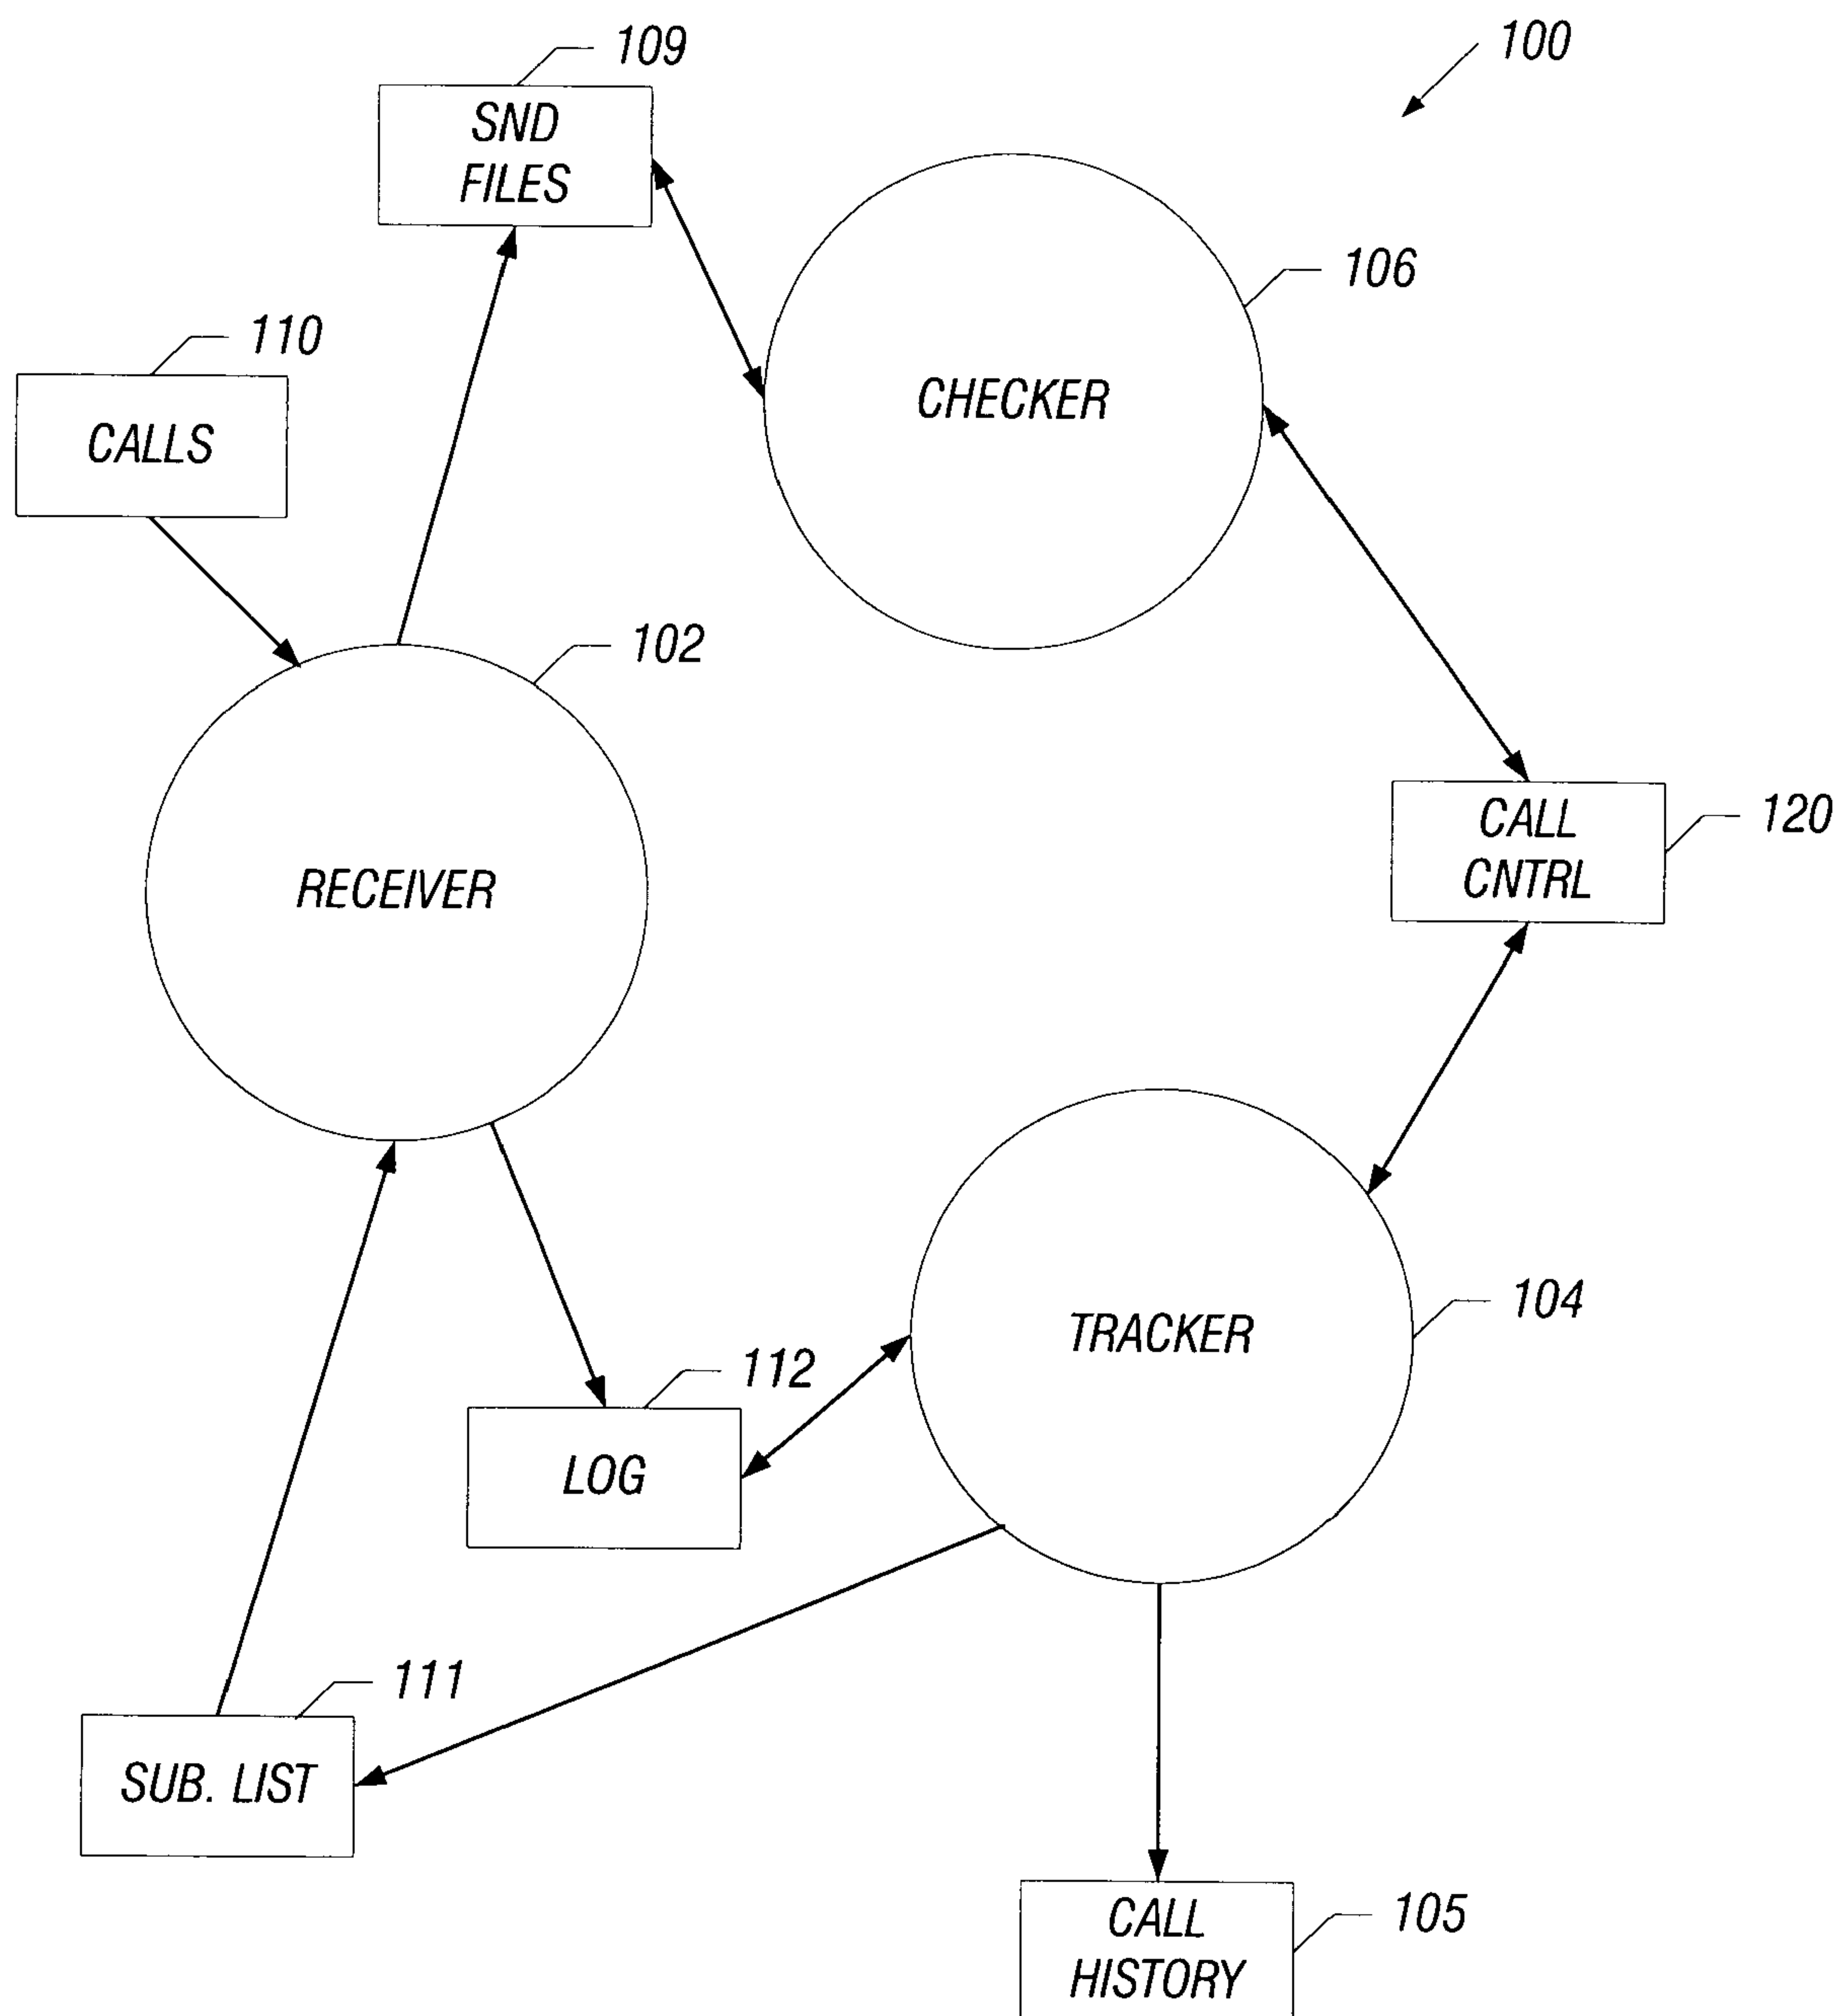 100
109
SND
FILES
106
110
CHECKER
CALLS
102
120
CALL
CNTRL
RECEIVER
104
TRACKER
112
LOG
111
SUB. LIST
105
CALL
HISTORY